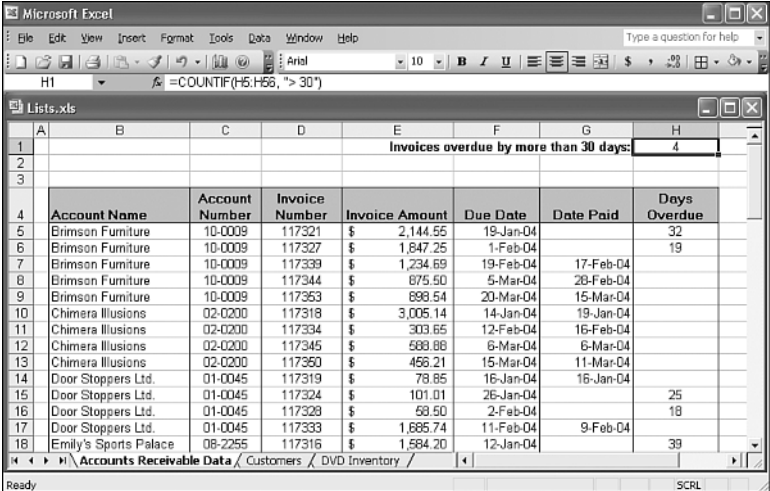 Microsoft Excel
File Edit View Insert Format Tools Data Window Help Type a question for help
Arial 10 B I U $ ,
H1 fx =COUNTIF(H5:H56, "> 30")
Lists.xls
A B C D E F G H
1 Invoices overdue by more than 30 days: 4
2
3
4 Account Name Account Number Invoice Number Invoice Amount Due Date Date Paid Days Overdue
5 Brimson Furniture 10-0009 117321 $ 2,144.55 19-Jan-04 32
6 Brimson Furniture 10-0009 117327 $ 1,847.25 1-Feb-04 19
7 Brimson Furniture 10-0009 117339 $ 1,234.69 19-Feb-04 17-Feb-04
8 Brimson Furniture 10-0009 117344 $ 875.50 5-Mar-04 28-Feb-04
9 Brimson Furniture 10-0009 117353 $ 898.54 20-Mar-04 15-Mar-04
10 Chimera Illusions 02-0200 117318 $ 3,005.14 14-Jan-04 19-Jan-04
11 Chimera Illusions 02-0200 117334 $ 303.65 12-Feb-04 16-Feb-04
12 Chimera Illusions 02-0200 117345 $ 588.88 6-Mar-04 6-Mar-04
13 Chimera Illusions 02-0200 117350 $ 456.21 15-Mar-04 11-Mar-04
14 Door Stoppers Ltd. 01-0045 117319 $ 78.85 16-Jan-04 16-Jan-04
15 Door Stoppers Ltd. 01-0045 117324 $ 101.01 26-Jan-04 25
16 Door Stoppers Ltd. 01-0045 117328 $ 58.50 2-Feb-04 18
17 Door Stoppers Ltd. 01-0045 117333 $ 1,685.74 11-Feb-04 9-Feb-04
18 Emily's Sports Palace 08-2255 117316 $ 1,584.20 12-Jan-04 39
Accounts Receivable Data / Customers / DVD Inventory /
Ready SCRL